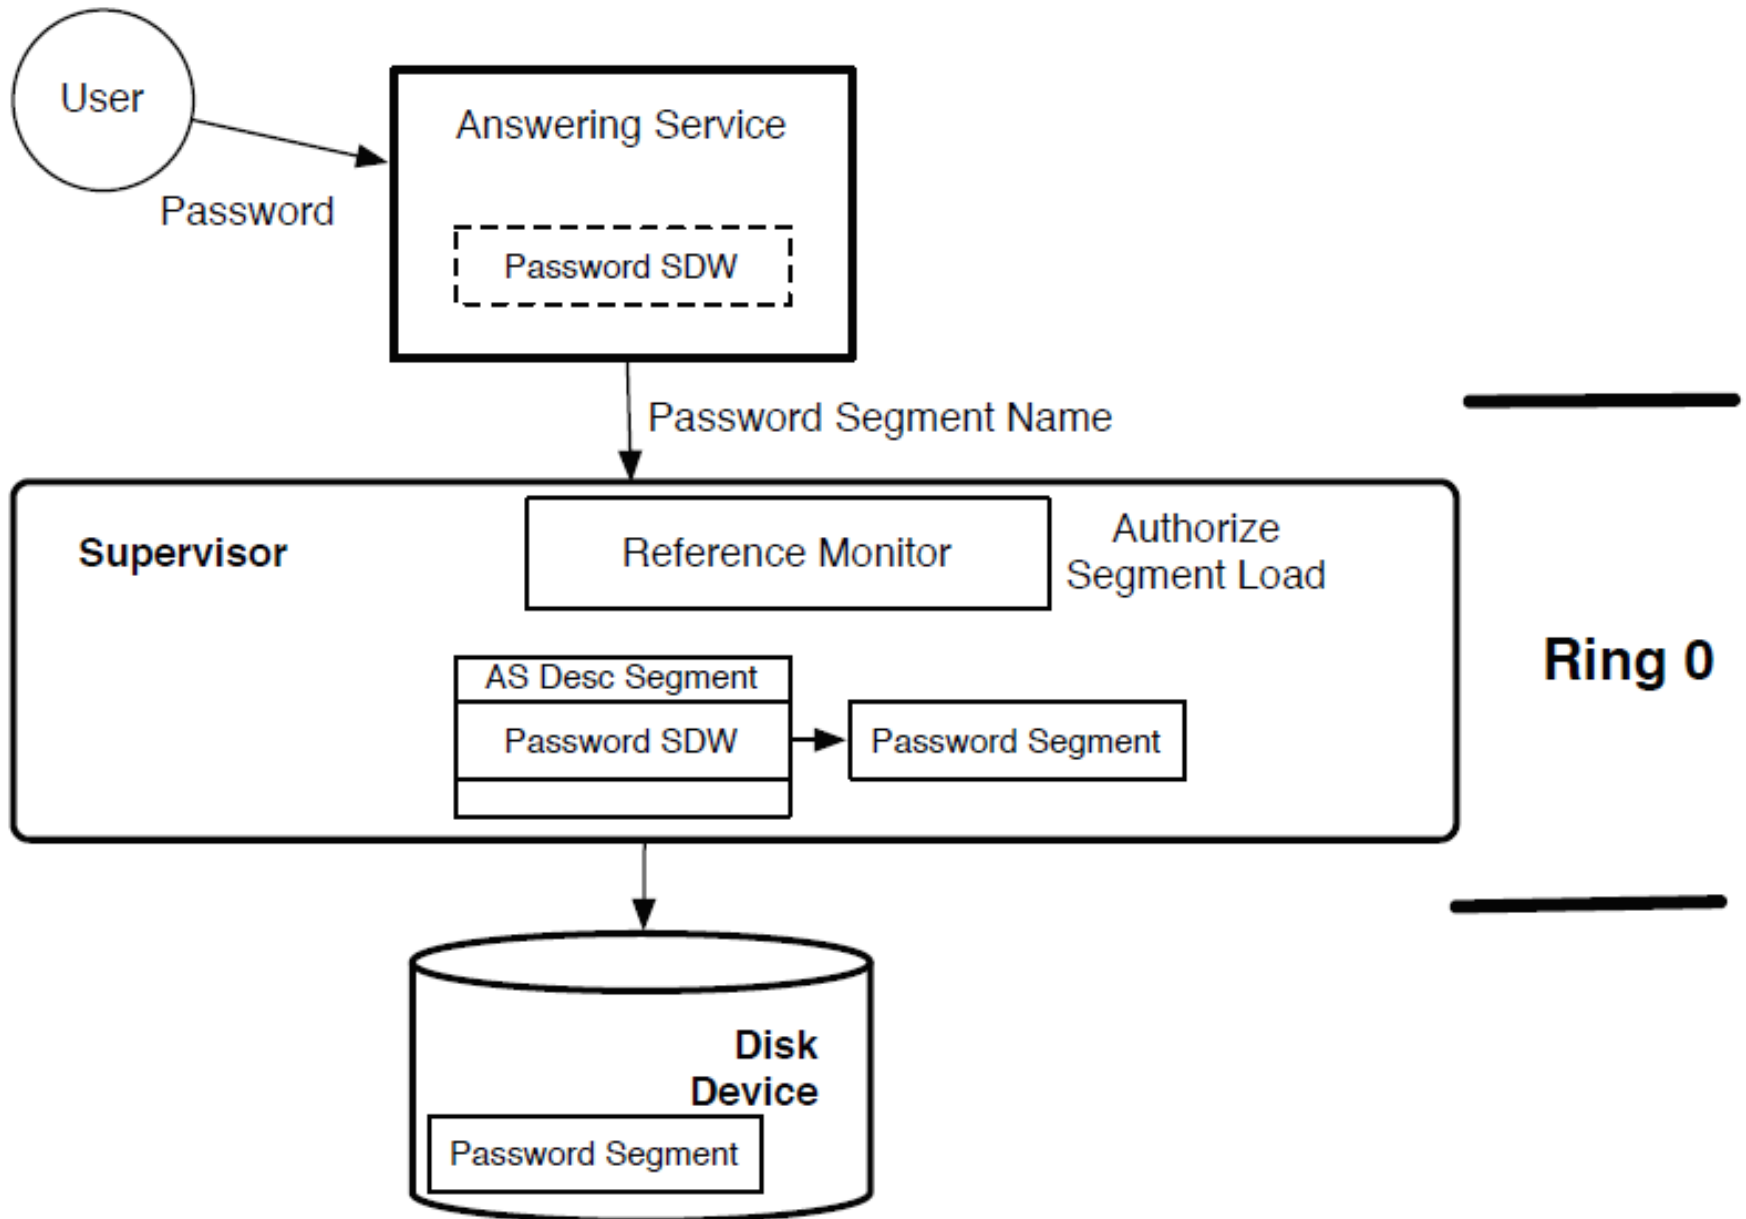 User
Answering Service
Password
Password SDW
Password Segment Name
Supervisor
Reference Monitor
Authorize
Segment Load
Ring 0
AS Desc Segment
Password SDW
Password Segment
Disk
Device
Password Segment